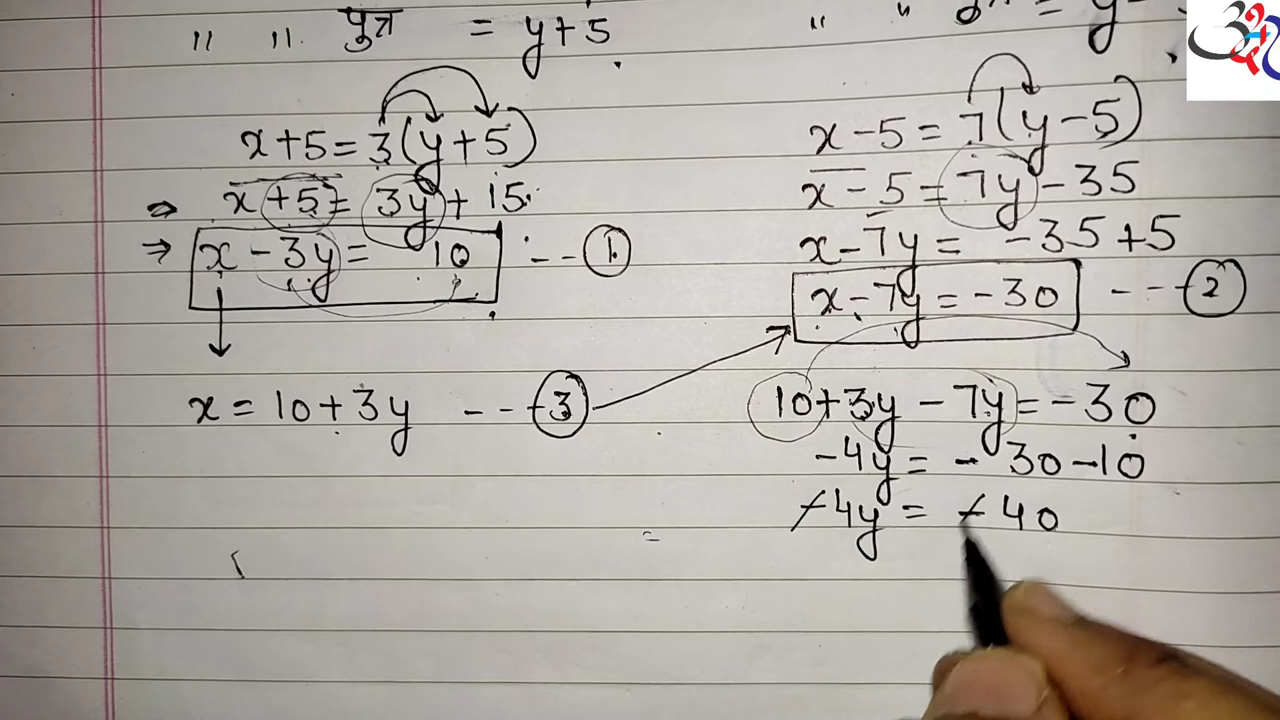 " " पुत्र = y+5
x+5=3(y+5)
⇒ x+5=3y+15
⇒ x-3y= 10 --①
x=10+3y ---③
" " = y-
x-5=7(y-5)
x-5=7y-35
x-7y= -35+5
x-7y=-30 ---②
10+3y-7y=-30
-4y=-30-10
-4y=-40